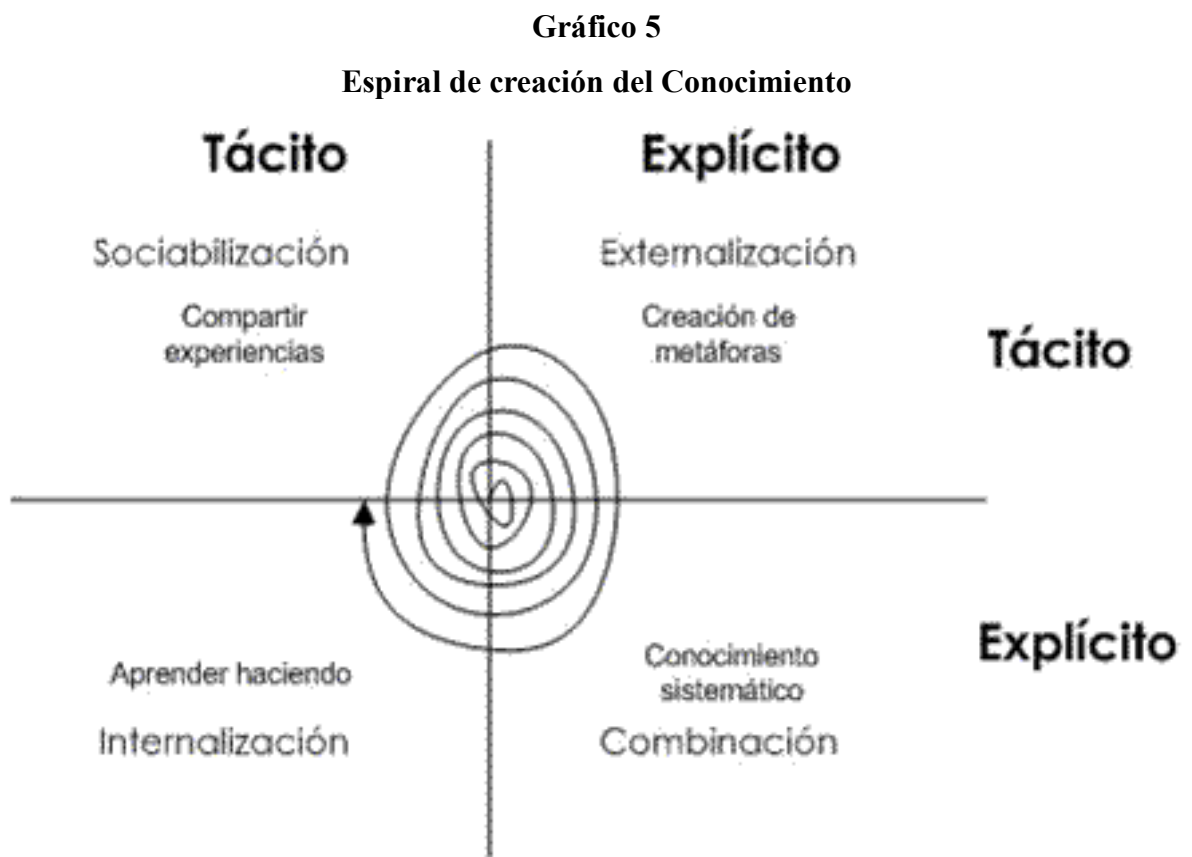 Gráfico 5
Espiral de creación del Conocimiento
Tácito
Explícito
Sociabilización
Externalización
Compartir
experiencias
Creación de
metáforas
Tácito
Explícito
Aprender haciendo
Conocimiento
sistemático
Internalización
Combinación